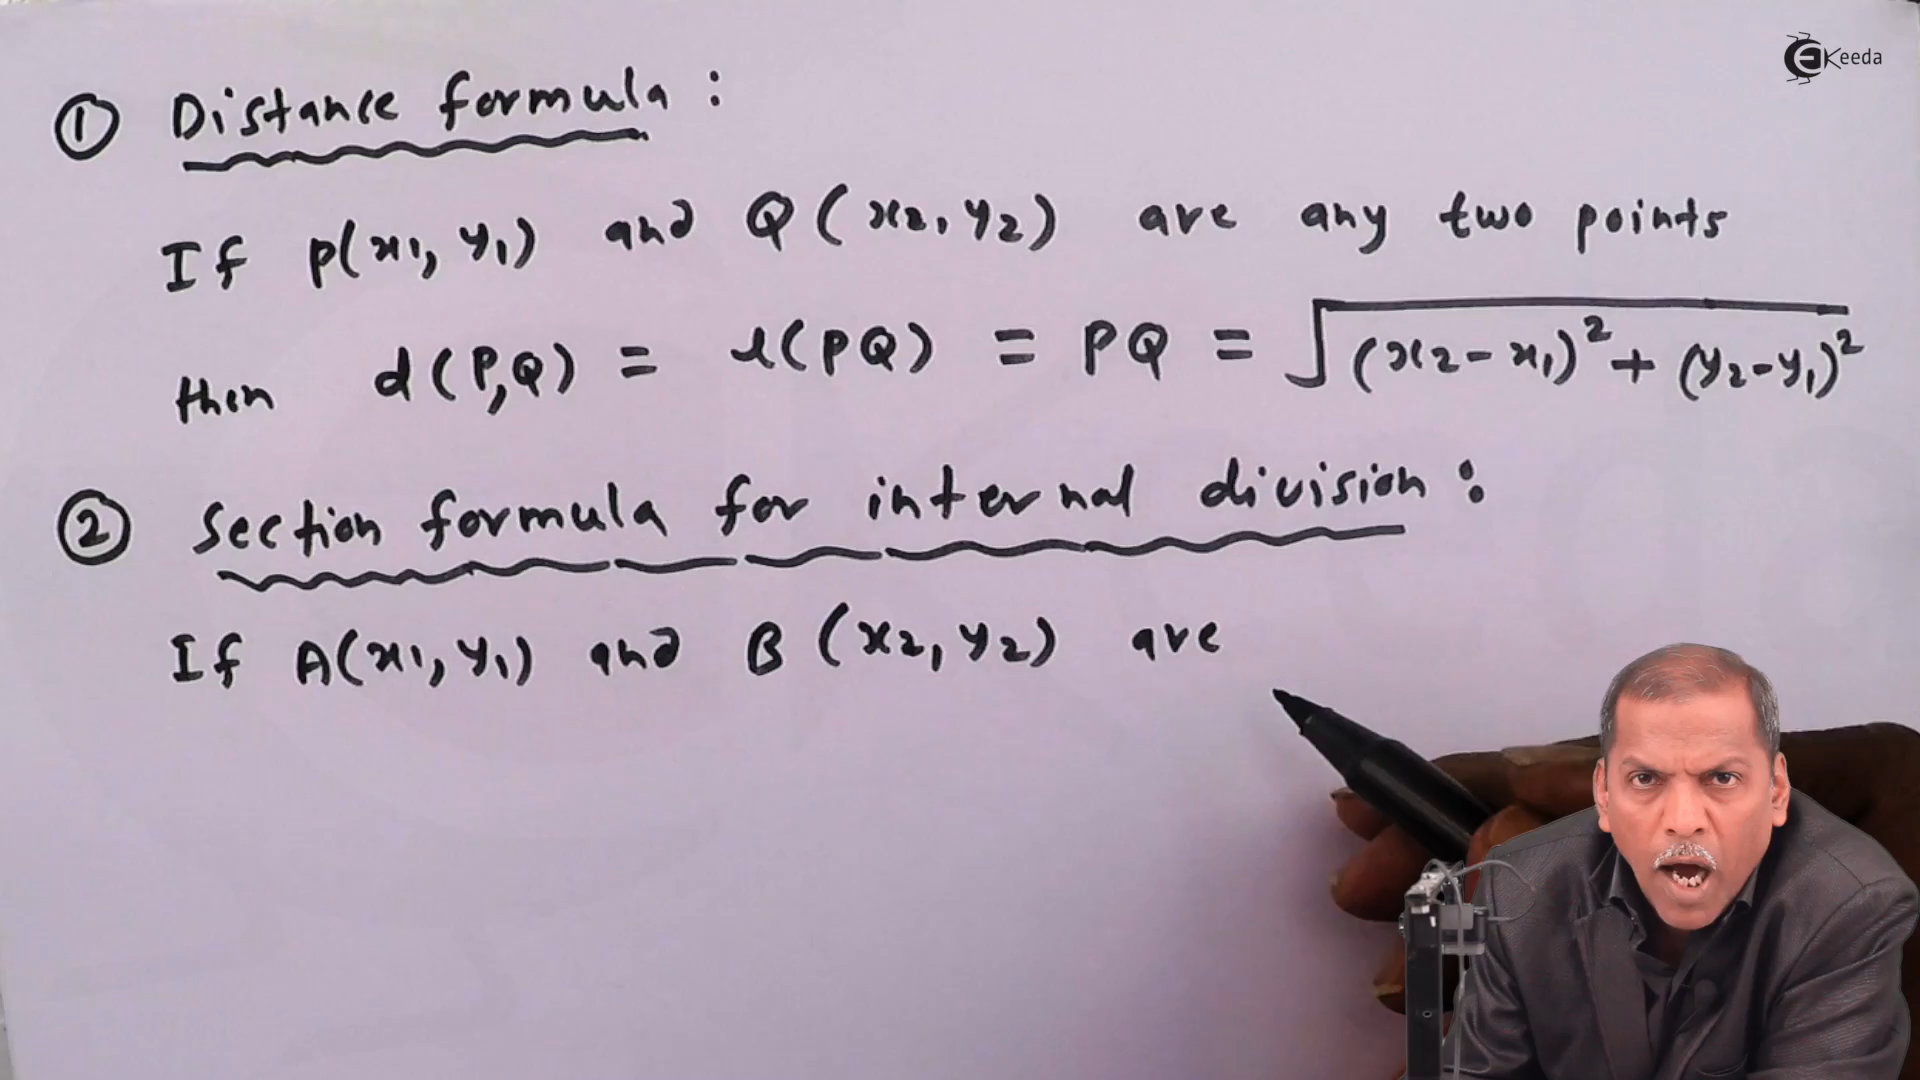 EKeeda
① Distance formula :
If P(x1, y1) and Q(x2, y2) are any two points
then d(P,Q) = l(PQ) = PQ = √(x2-x1)²+(y2-y1)²
② Section formula for internal division :
If A(x1, y1) and B(x2, y2) are